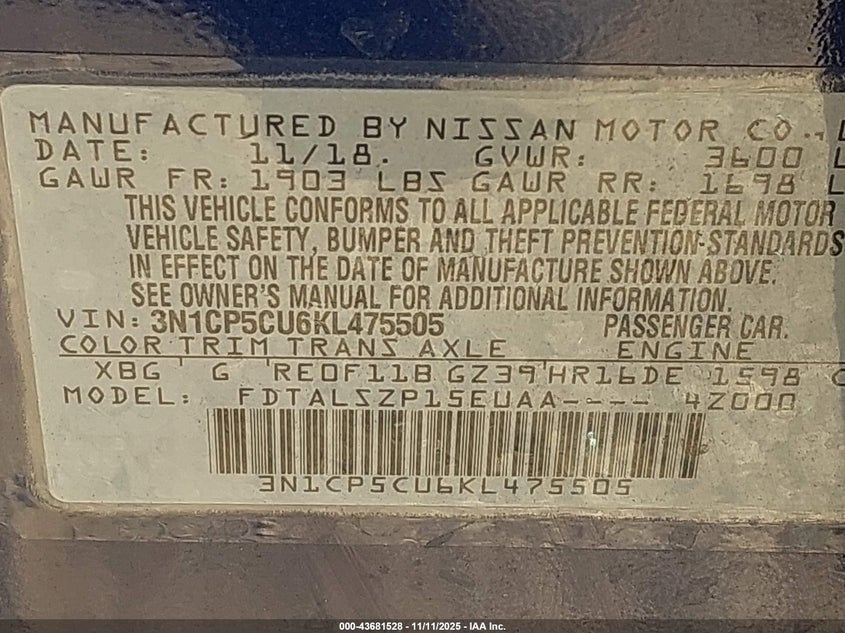 MANUFACTURED BY NISSAN MOTOR CO.,
DATE: 11/18. GVWR: 3600 L
GAWR FR: 1903 LBS GAWR RR: 1698 L
THIS VEHICLE CONFORMS TO ALL APPLICABLE FEDERAL MOTOR
VEHICLE SAFETY, BUMPER AND THEFT PREVENTION STANDARDS
IN EFFECT ON THE DATE OF MANUFACTURE SHOWN ABOVE.
SEE OWNER'S MANUAL FOR ADDITIONAL INFORMATION.
VIN: 3N1CP5CU6KL475505 PASSENGER CAR.
COLOR TRIM TRANS AXLE ENGINE
XBG G RE0F11B GZ39 HR16DE 1598 C
MODEL: FDTALSZP15EUAA---- 4Z000
3N1CP5CU6KL475505
000-43681528 - 11/11/2025 - IAA Inc.